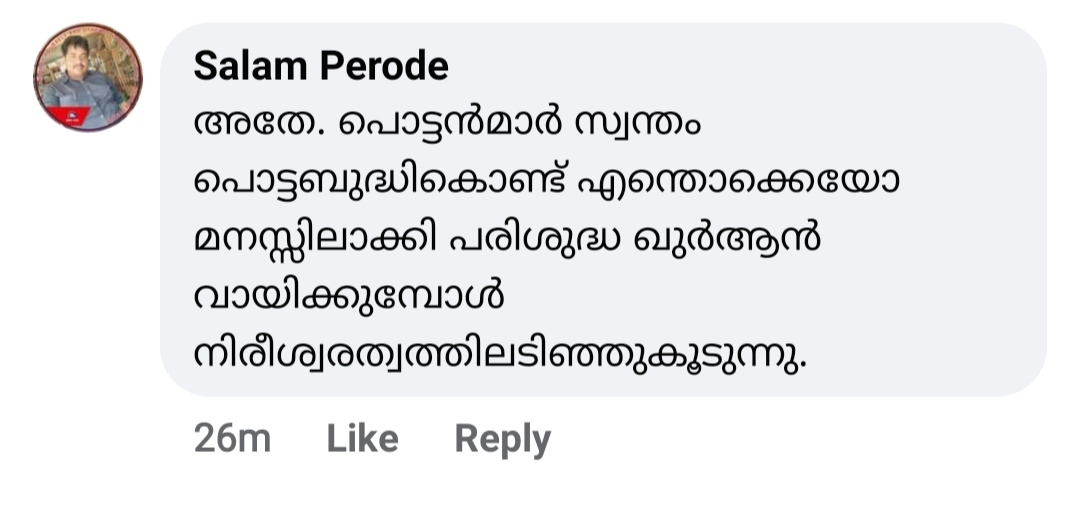 Salam Perode
അതേ. പൊട്ടൻമാർ സ്വന്തം
പൊട്ടബുദ്ധികൊണ്ട് എന്തൊക്കെയോ
മനസ്സിലാക്കി പരിശുദ്ധ ഖുർആൻ
വായിക്കുമ്പോൾ
നിരീശ്വരത്വത്തിലടിഞ്ഞുകൂടുന്നു.
26m Like Reply